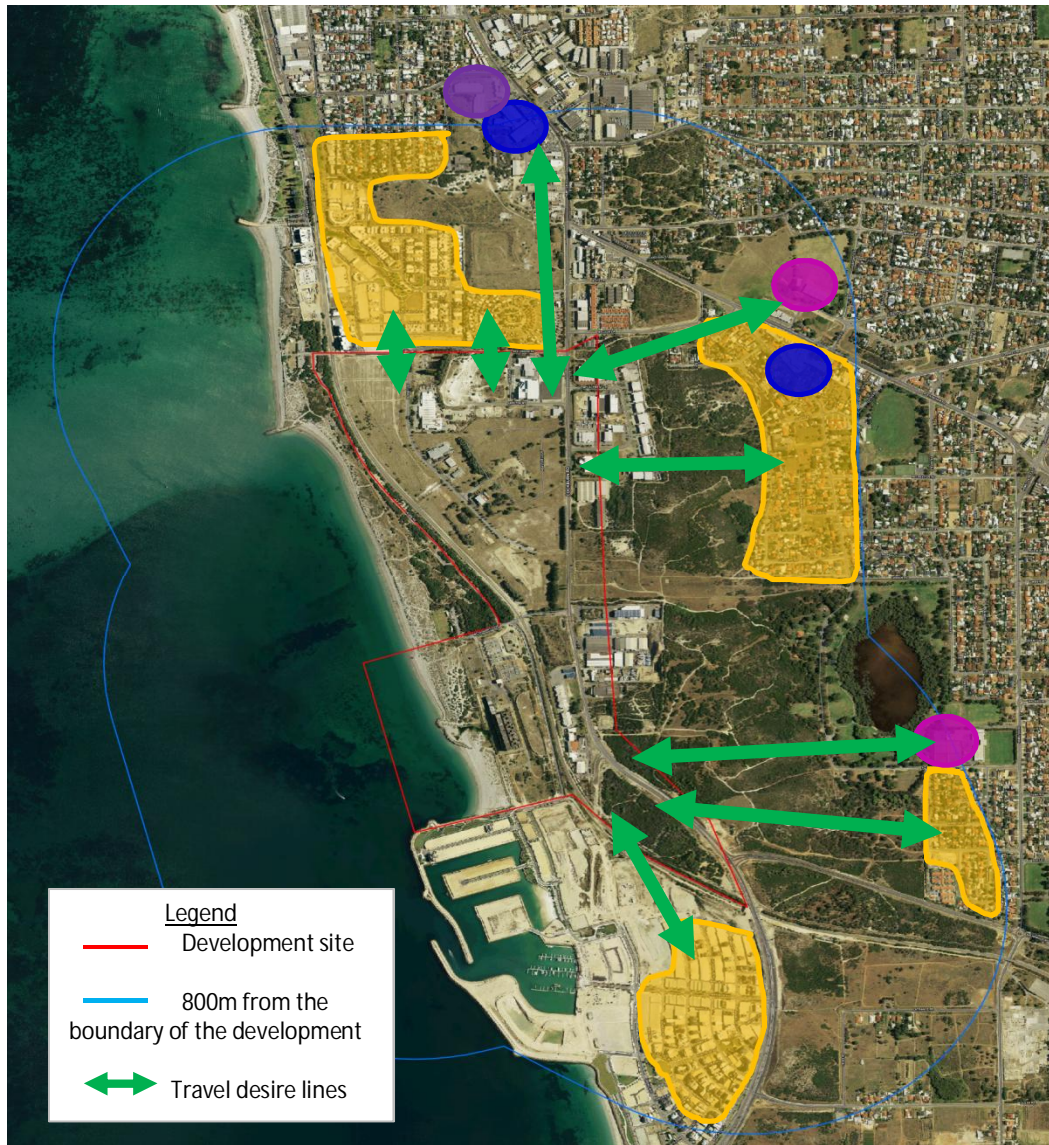 Legend
Development site
800m from the
boundary of the development
Travel desire lines